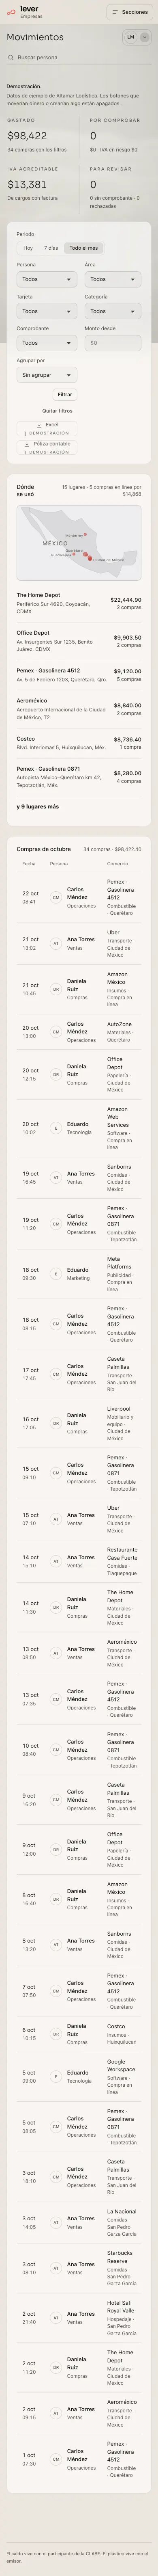 lever
Empresas
Secciones
Movimientos
LM
Buscar persona
Demostración.
Datos de ejemplo de Altamar Logística. Los botones que
moverían dinero o crearían algo están apagados.
GASTADO
POR COMPROBAR
$98,422
0
34 compras con los filtros
$0 · IVA en riesgo $0
IVA ACREDITABLE
PARA REVISAR
$13,381
0
De cargos con factura
0 sin comprobante · 0
rechazadas
Periodo
Hoy
7 días
Todo el mes
Persona
Área
Todos
Todos
Tarjeta
Categoría
Todos
Todos
Comprobante
Monto desde
Todos
$0
Agrupar por
Sin agrupar
Filtrar
Quitar filtros
Excel
DEMOSTRACIÓN
Póliza contable
DEMOSTRACIÓN
Dónde
se usó
15 lugares · 5 compras en línea por
$14,868
MÉXICO
Monterrey
Querétaro
Guadalajara
Ciudad de México
The Home Depot
Periférico Sur 4690, Coyoacán,
CDMX
$22,444.90
2 compras
Office Depot
Av. Insurgentes Sur 1235, Benito
Juárez, CDMX
$9,903.50
2 compras
Pemex · Gasolinera 4512
Av. 5 de Febrero 1203, Querétaro, Qro.
$9,120.00
5 compras
Aeroméxico
Aeropuerto Internacional de la Ciudad
de México, T2
$8,840.00
2 compras
Costco
Blvd. Interlomas 5, Huixquilucan, Méx.
$8,736.40
1 compra
Pemex · Gasolinera 0871
Autopista México–Querétaro km 42,
Tepotzotlán, Méx.
$8,280.00
4 compras
y 9 lugares más
Compras de octubre
34 compras · $98,422.40
Fecha
Persona
Comercio
22 oct
08:41
CM
Carlos
Méndez
Operaciones
Pemex ·
Gasolinera
4512
Combustible
· Querétaro
21 oct
13:02
AT
Ana Torres
Ventas
Uber
Transporte ·
Ciudad de
México
21 oct
10:45
DR
Daniela
Ruiz
Compras
Amazon
México
Insumos ·
Compra en
línea
20 oct
13:00
CM
Carlos
Méndez
Operaciones
AutoZone
Materiales ·
Querétaro
20 oct
12:15
DR
Daniela
Ruiz
Compras
Office
Depot
Papelería ·
Ciudad de
México
20 oct
10:02
E
Eduardo
Tecnología
Amazon
Web
Services
Software ·
Compra en
línea
19 oct
16:45
AT
Ana Torres
Ventas
Sanborns
Comidas ·
Ciudad de
México
19 oct
11:20
CM
Carlos
Méndez
Operaciones
Pemex ·
Gasolinera
0871
Combustible
· Tepotzotlán
18 oct
09:30
E
Eduardo
Marketing
Meta
Platforms
Publicidad ·
Compra en
línea
18 oct
08:15
CM
Carlos
Méndez
Operaciones
Pemex ·
Gasolinera
4512
Combustible
· Querétaro
17 oct
17:45
CM
Carlos
Méndez
Operaciones
Caseta
Palmillas
Transporte ·
San Juan del
Río
16 oct
17:05
DR
Daniela
Ruiz
Compras
Liverpool
Mobiliario y
equipo ·
Ciudad de
México
15 oct
09:10
CM
Carlos
Méndez
Operaciones
Pemex ·
Gasolinera
0871
Combustible
· Tepotzotlán
15 oct
07:10
AT
Ana Torres
Ventas
Uber
Transporte ·
Ciudad de
México
14 oct
15:10
AT
Ana Torres
Ventas
Restaurante
Casa Fuerte
Comidas ·
Tlaquepaque
14 oct
11:30
DR
Daniela
Ruiz
Compras
The Home
Depot
Materiales ·
Ciudad de
México
13 oct
08:50
AT
Ana Torres
Ventas
Aeroméxico
Transporte ·
Ciudad de
México
13 oct
07:35
CM
Carlos
Méndez
Operaciones
Pemex ·
Gasolinera
4512
Combustible
· Querétaro
10 oct
08:40
CM
Carlos
Méndez
Operaciones
Pemex ·
Gasolinera
0871
Combustible
· Tepotzotlán
9 oct
18:20
CM
Carlos
Méndez
Operaciones
Caseta
Palmillas
Transporte ·
San Juan del
Río
9 oct
12:00
DR
Daniela
Ruiz
Compras
Office
Depot
Papelería ·
Ciudad de
México
8 oct
16:40
DR
Daniela
Ruiz
Compras
Amazon
México
Insumos ·
Compra en
línea
8 oct
13:20
AT
Ana Torres
Ventas
Sanborns
Comidas ·
Ciudad de
México
7 oct
07:50
CM
Carlos
Méndez
Operaciones
Pemex ·
Gasolinera
4512
Combustible
· Querétaro
6 oct
10:15
DR
Daniela
Ruiz
Compras
Costco
Insumos ·
Huixquilucan
5 oct
09:00
E
Eduardo
Tecnología
Google
Workspace
Software ·
Compra en
línea
5 oct
08:05
CM
Carlos
Méndez
Operaciones
Pemex ·
Gasolinera
0871
Combustible
· Tepotzotlán
3 oct
18:10
CM
Carlos
Méndez
Operaciones
Caseta
Palmillas
Transporte ·
San Juan del
Río
3 oct
14:05
AT
Ana Torres
Ventas
La Nacional
Comidas ·
San Pedro
Garza García
3 oct
08:10
AT
Ana Torres
Ventas
Starbucks
Reserve
Comidas ·
San Pedro
Garza García
2 oct
21:40
AT
Ana Torres
Ventas
Hotel Safi
Royal Valle
Hospedaje ·
San Pedro
Garza García
2 oct
11:20
DR
Daniela
Ruiz
Compras
The Home
Depot
Materiales ·
Ciudad de
México
2 oct
09:15
AT
Ana Torres
Ventas
Aeroméxico
Transporte ·
Ciudad de
México
1 oct
07:30
CM
Carlos
Méndez
Operaciones
Pemex ·
Gasolinera
4512
Combustible
· Querétaro
El saldo vive con el participante de la CLABE. El plástico vive con el
emisor.